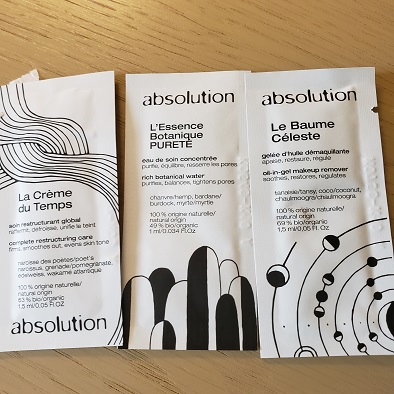 La Crème
du Temps
soin restructurant global
raffermit, défroisse, unifie le teint
complete restructuring care
firms, smoothes out, evens skin tone
narcisse des poètes/poet's
narcissus, grenade/pomegranate,
edelweiss, wakame atlantique
100% origine naturelle/
natural origin
63 % bio/organic
1.5 ml/0,05 Fl.OZ
absolution
absolution
L'Essence
Botanique
PURETÉ
eau de soin concentrée
purifie, équilibre, resserre les pores
rich botanical water
purifies, balances, tightens pores
chanvre/hemp, bardane/
burdock, myrte/myrtle
100 % origine naturelle/
natural origin
49 % bio/organic
1 ml/0.034 Fl.OZ
absolution
Le Baume
Céleste
gelée d'huile démaquillante
apaise, restaure, régule
oil-in-gel makeup remover
soothes, restores, regulates
tanaisie/tansy, coco/coconut,
chaulmoogra/chaulmoogra
100 % origine naturelle/
natural origin
69 % bio/organic
1,5 ml/0,05 Fl.OZ